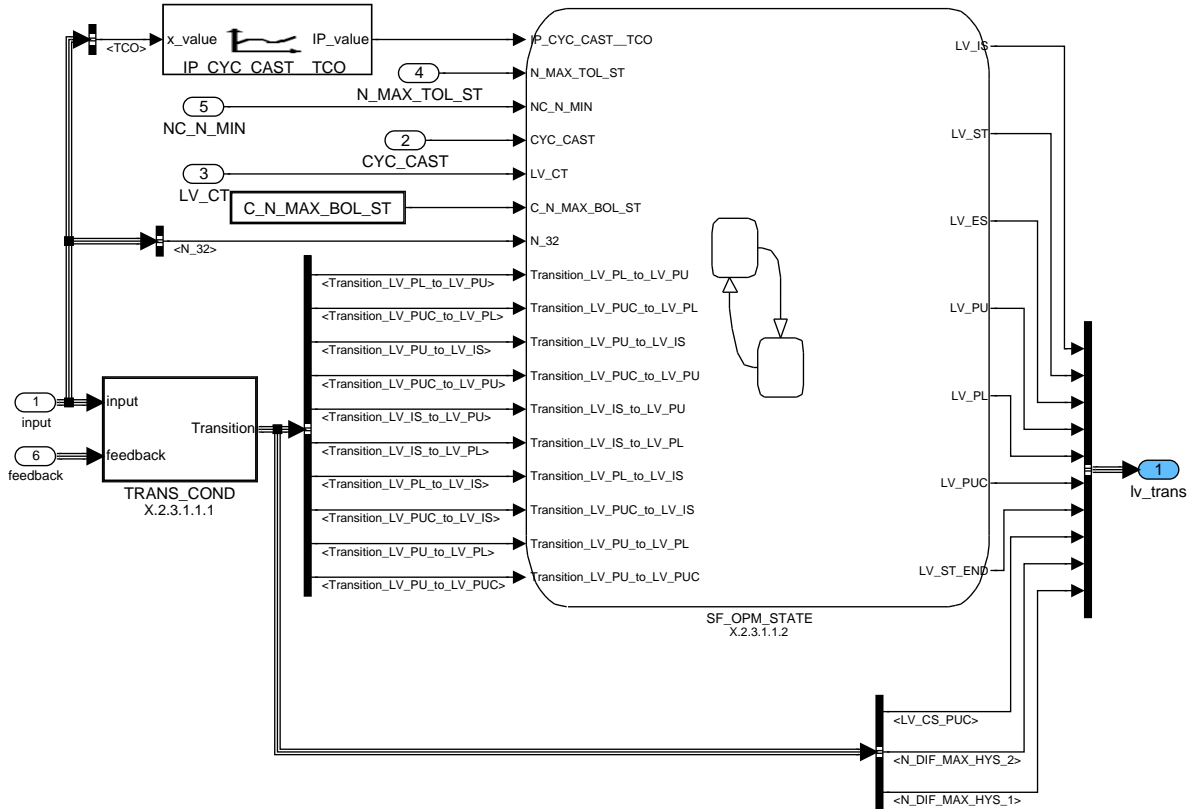 <TCO>
x_value
IP_value
IP_CYC_CAST__TCO
4
N_MAX_TOL_ST
5
NC_N_MIN
2
CYC_CAST
3
LV_CT
C_N_MAX_BOL_ST
<N_32>
IP_CYC_CAST__TCO
N_MAX_TOL_ST
NC_N_MIN
CYC_CAST
LV_CT
C_N_MAX_BOL_ST
N_32
<Transition_LV_PL_to_LV_PU>
Transition_LV_PL_to_LV_PU
<Transition_LV_PUC_to_LV_PL>
Transition_LV_PUC_to_LV_PL
<Transition_LV_PU_to_LV_IS>
Transition_LV_PU_to_LV_IS
<Transition_LV_PUC_to_LV_PU>
Transition_LV_PUC_to_LV_PU
<Transition_LV_IS_to_LV_PU>
Transition_LV_IS_to_LV_PU
<Transition_LV_IS_to_LV_PL>
Transition_LV_IS_to_LV_PL
<Transition_LV_PL_to_LV_IS>
Transition_LV_PL_to_LV_IS
<Transition_LV_PUC_to_LV_IS>
Transition_LV_PUC_to_LV_IS
<Transition_LV_PU_to_LV_PL>
Transition_LV_PU_to_LV_PL
<Transition_LV_PU_to_LV_PUC>
Transition_LV_PU_to_LV_PUC
1
input
6
feedback
input
feedback
Transition
TRANS_COND
X.2.3.1.1.1
LV_IS
LV_ST
LV_ES
LV_PU
LV_PL
LV_PUC
LV_ST_END
SF_OPM_STATE
X.2.3.1.1.2
1
lv_trans
<LV_CS_PUC>
<N_DIF_MAX_HYS_2>
<N_DIF_MAX_HYS_1>